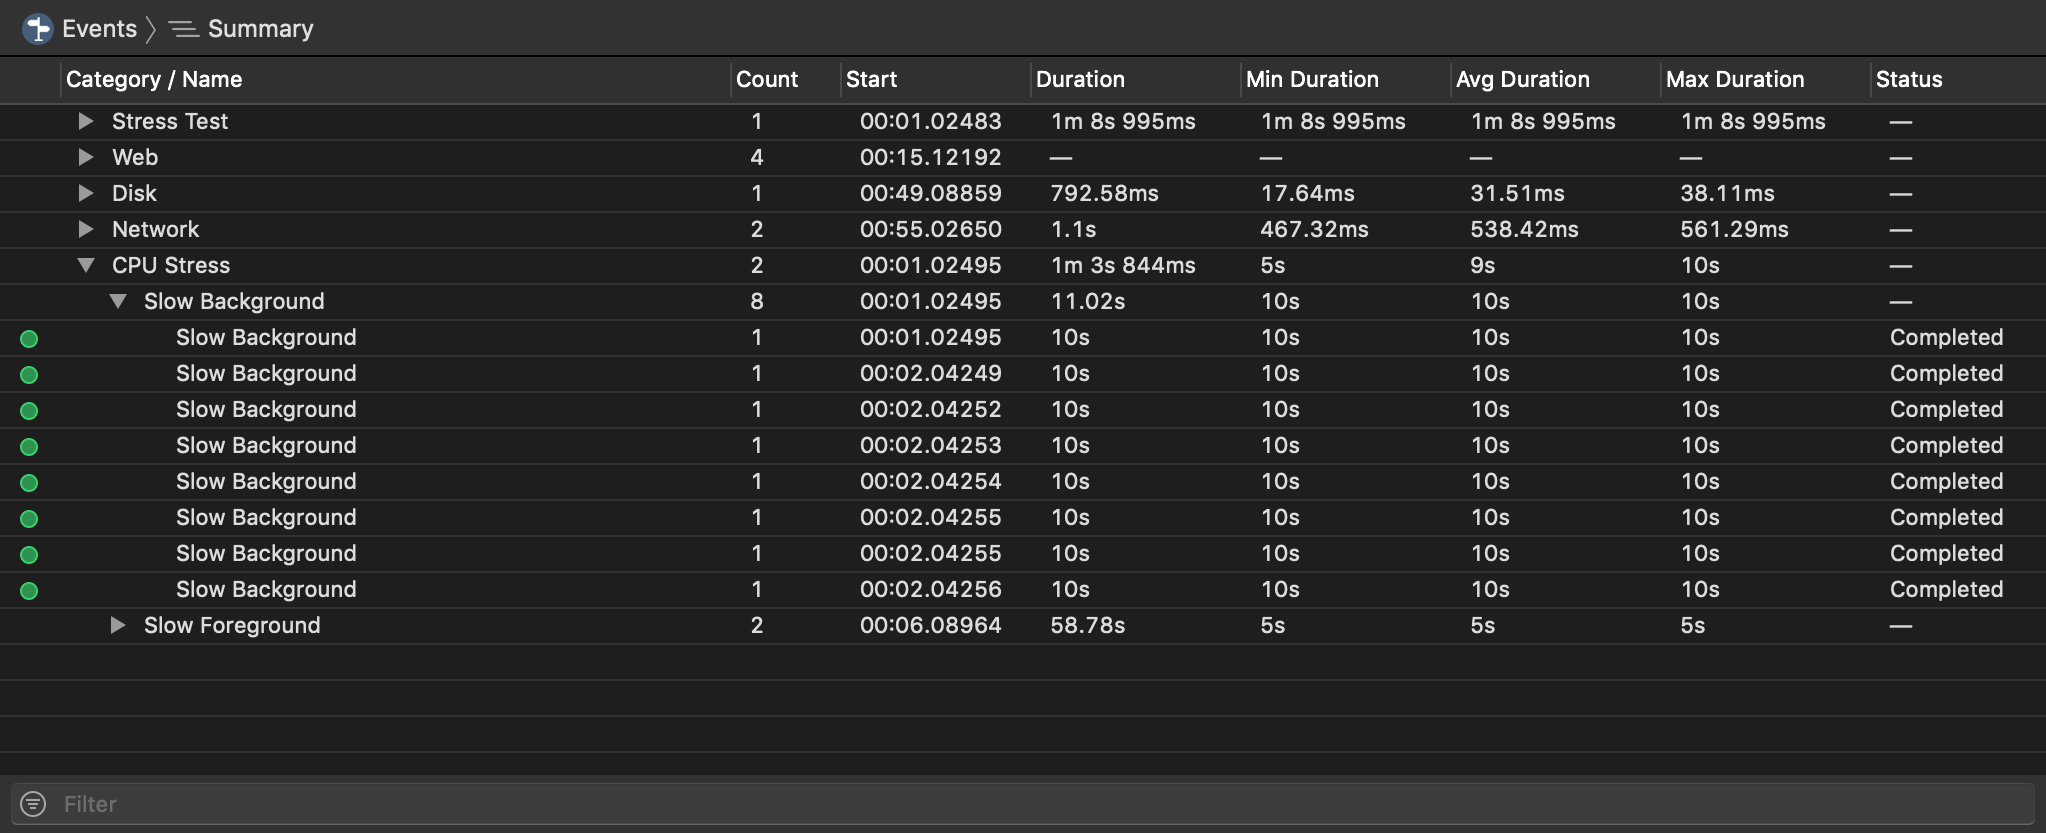 Events Summary
Category / Name Count Start Duration Min Duration Avg Duration Max Duration Status
Stress Test 1 00:01.02483 1m 8s 995ms 1m 8s 995ms 1m 8s 995ms 1m 8s 995ms —
Web 4 00:15.12192 — — — — —
Disk 1 00:49.08859 792.58ms 17.64ms 31.51ms 38.11ms —
Network 2 00:55.02650 1.1s 467.32ms 538.42ms 561.29ms —
CPU Stress 2 00:01.02495 1m 3s 844ms 5s 9s 10s —
Slow Background 8 00:01.02495 11.02s 10s 10s 10s —
Slow Background 1 00:01.02495 10s 10s 10s 10s Completed
Slow Background 1 00:02.04249 10s 10s 10s 10s Completed
Slow Background 1 00:02.04252 10s 10s 10s 10s Completed
Slow Background 1 00:02.04253 10s 10s 10s 10s Completed
Slow Background 1 00:02.04254 10s 10s 10s 10s Completed
Slow Background 1 00:02.04255 10s 10s 10s 10s Completed
Slow Background 1 00:02.04255 10s 10s 10s 10s Completed
Slow Background 1 00:02.04256 10s 10s 10s 10s Completed
Slow Foreground 2 00:06.08964 58.78s 5s 5s 5s —
Filter